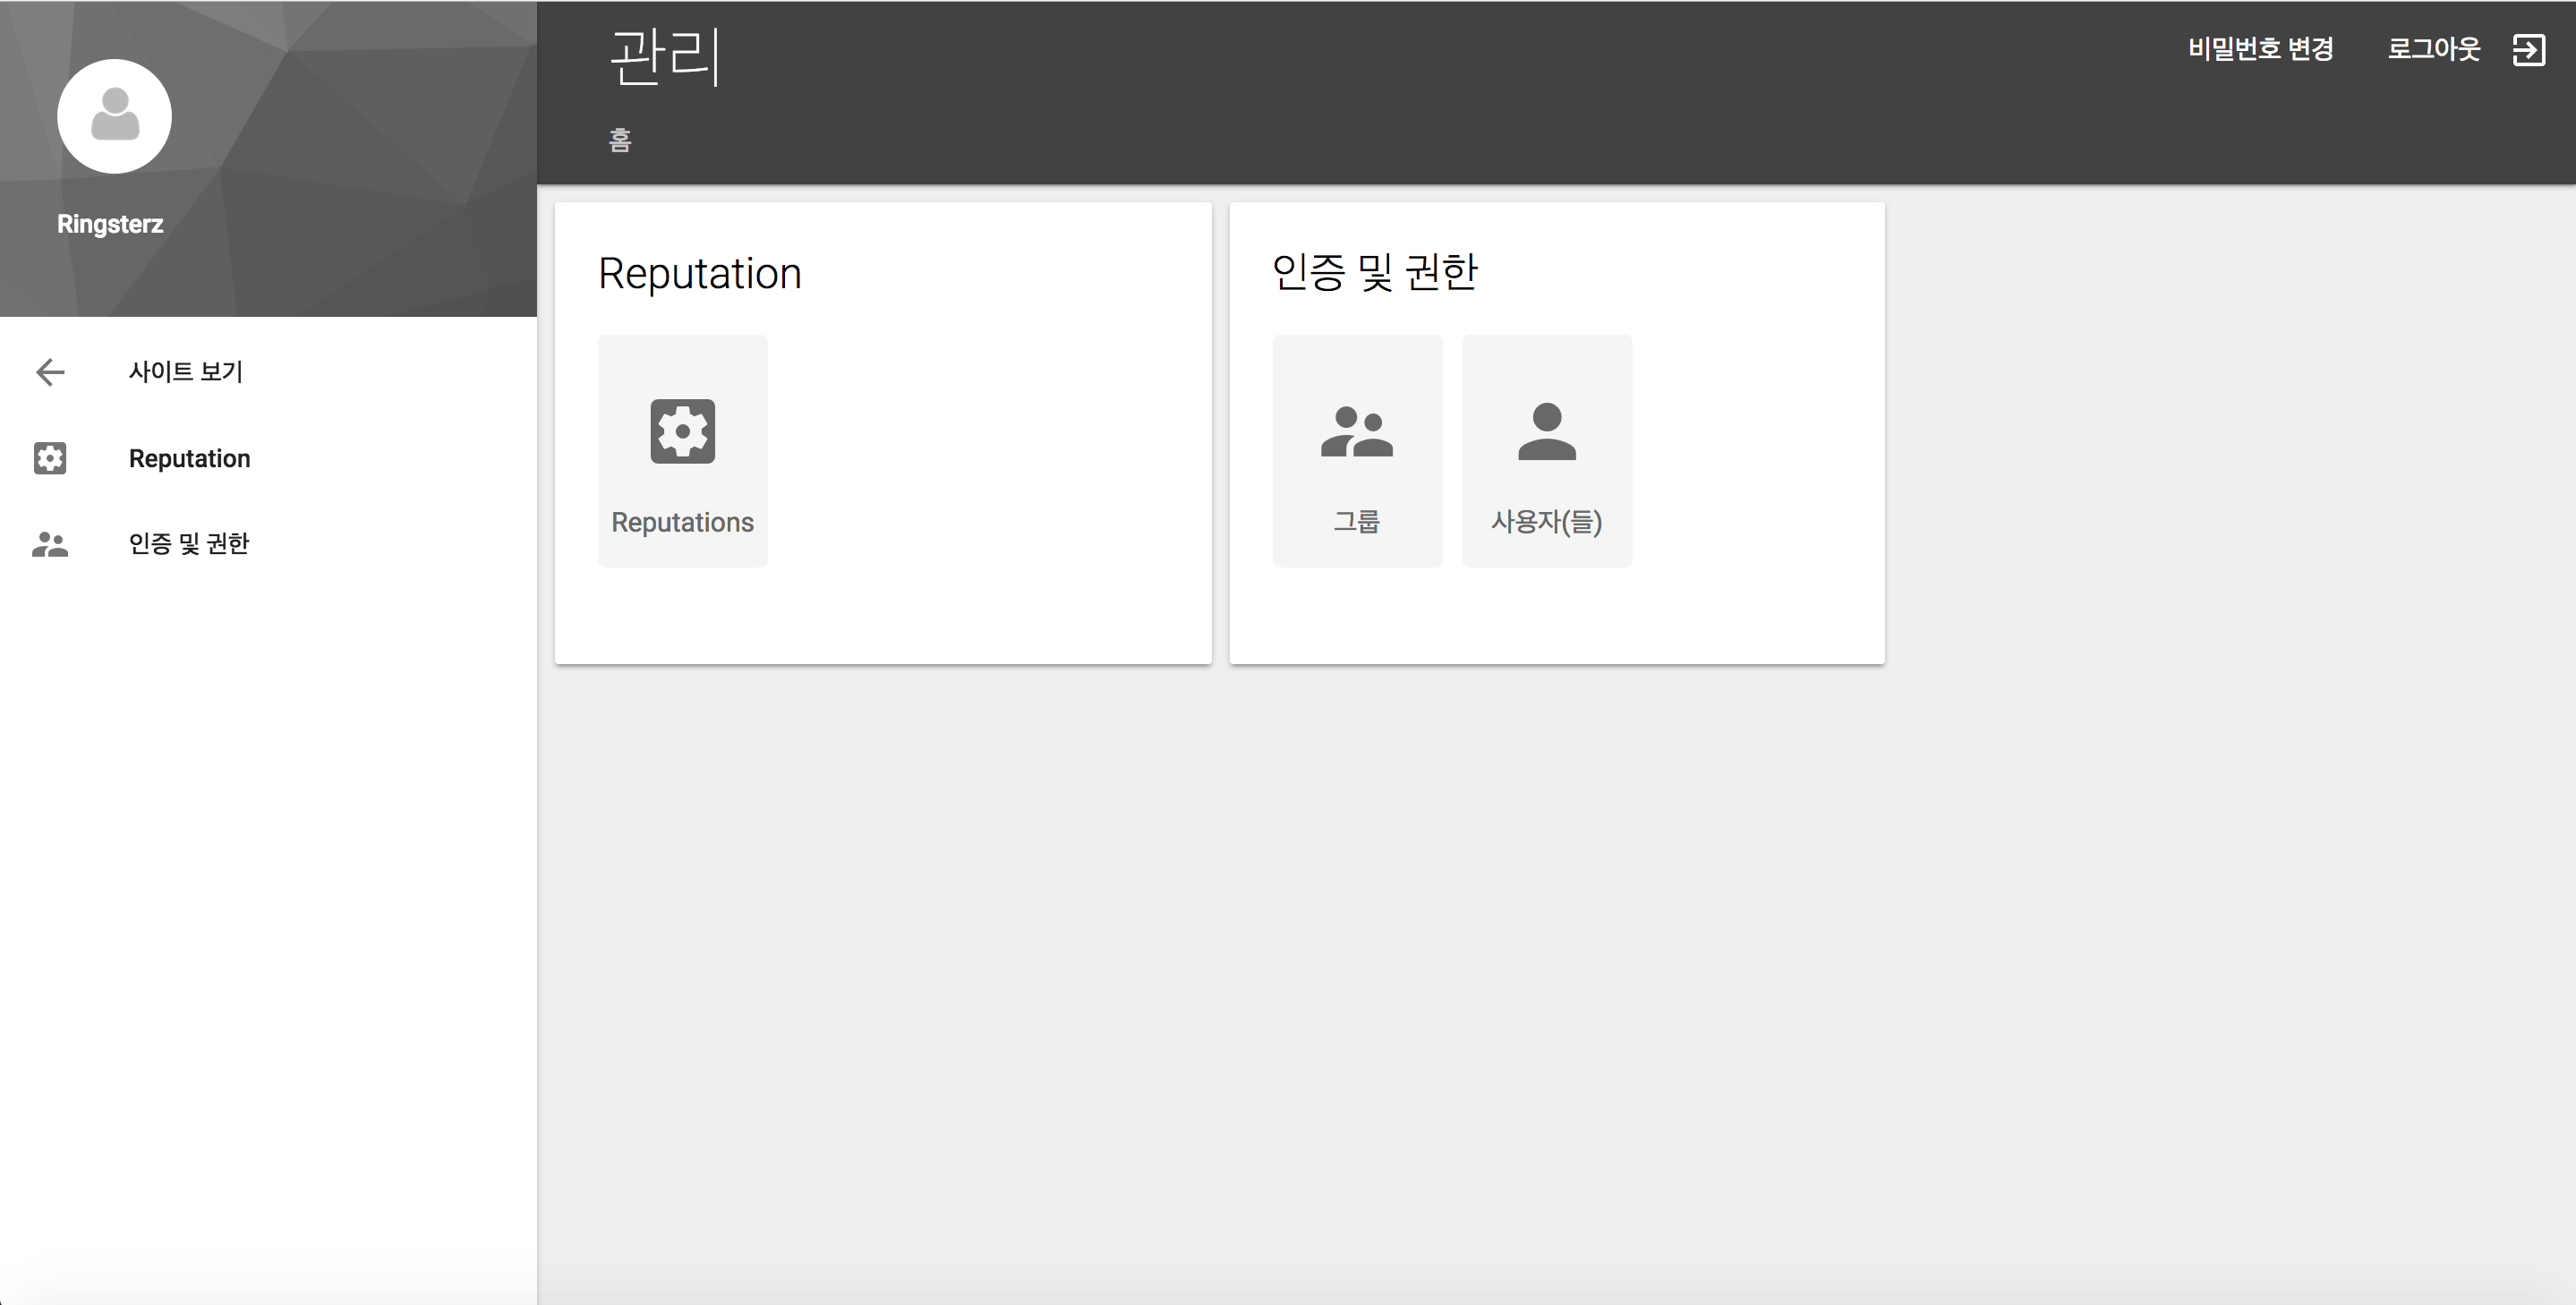 Ringsterz
사이트 보기
Reputation
인증 및 권한
관리
비밀번호 변경
로그아웃
홈
Reputation
Reputations
인증 및 권한
그룹
사용자(들)